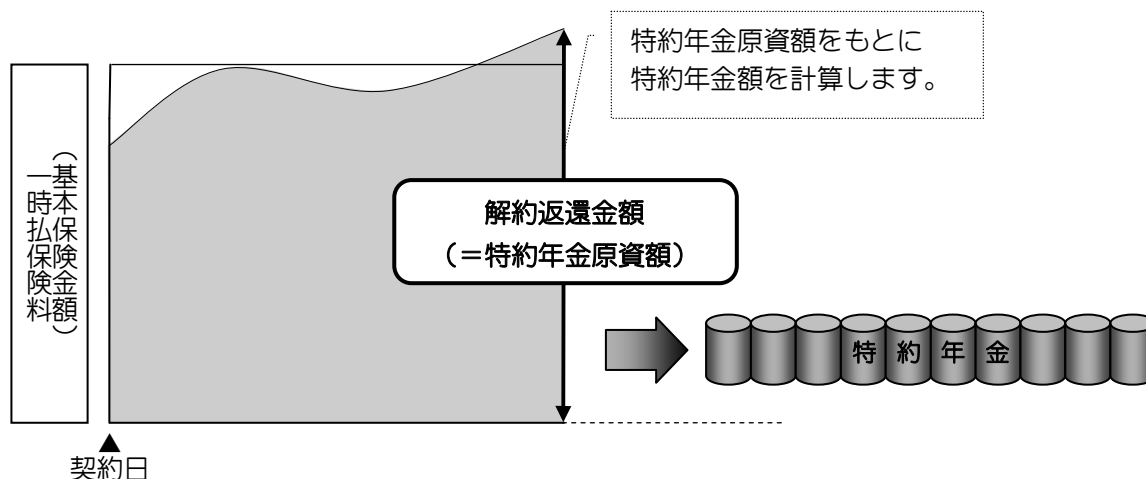 特約年金原資額をもとに
特約年金額を計算します。
一時払保険料
（基本保険金額）
解約返還金額
（＝特約年金原資額）
特約年金
▲
契約日